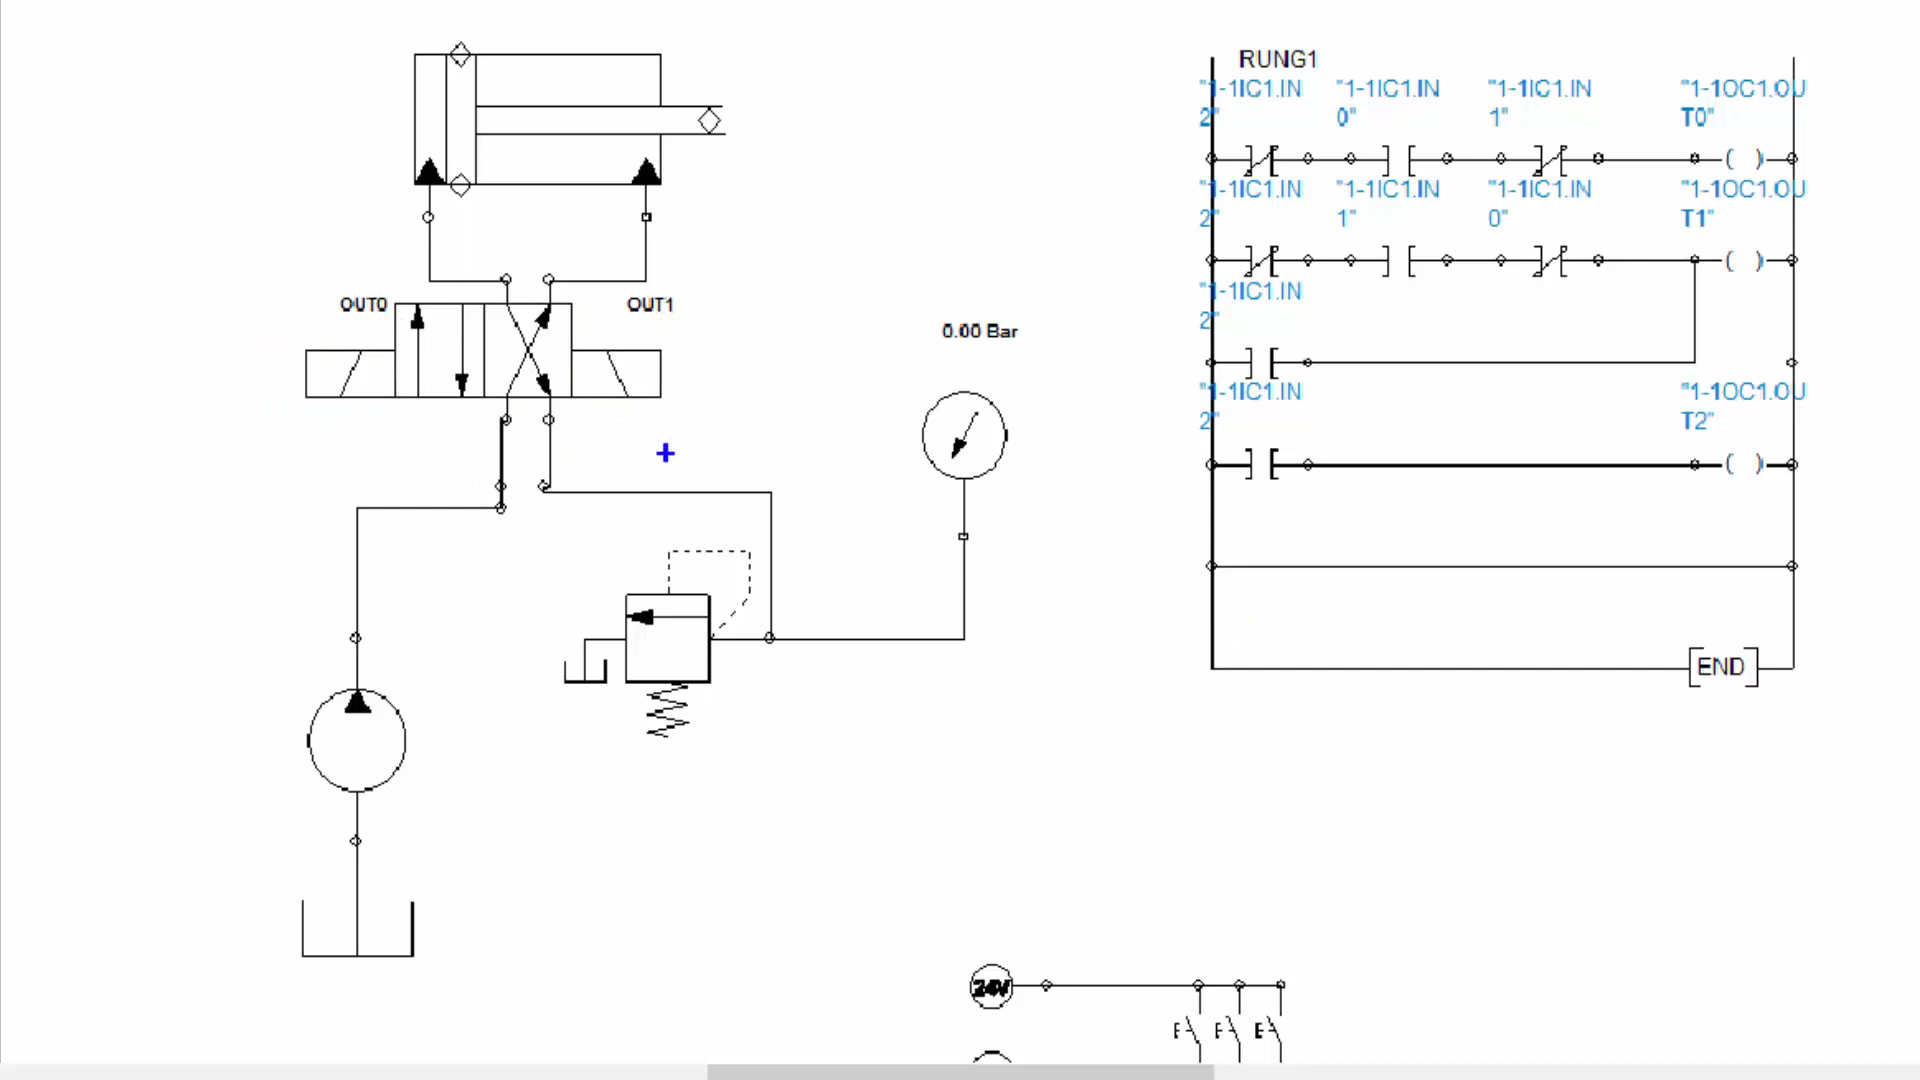 RUNG1
"1-1IC1.IN "1-1IC1.IN "1-1IC1.IN "1-1OC1.OU
2" 0" 1" T0"
"1-1IC1.IN "1-1IC1.IN "1-1IC1.IN "1-1OC1.OU
2" 1" 0" T1"
"1-1IC1.IN
2"
"1-1IC1.IN "1-1OC1.OU
2" T2"
END
OUT0 OUT1
0.00 Bar
24V